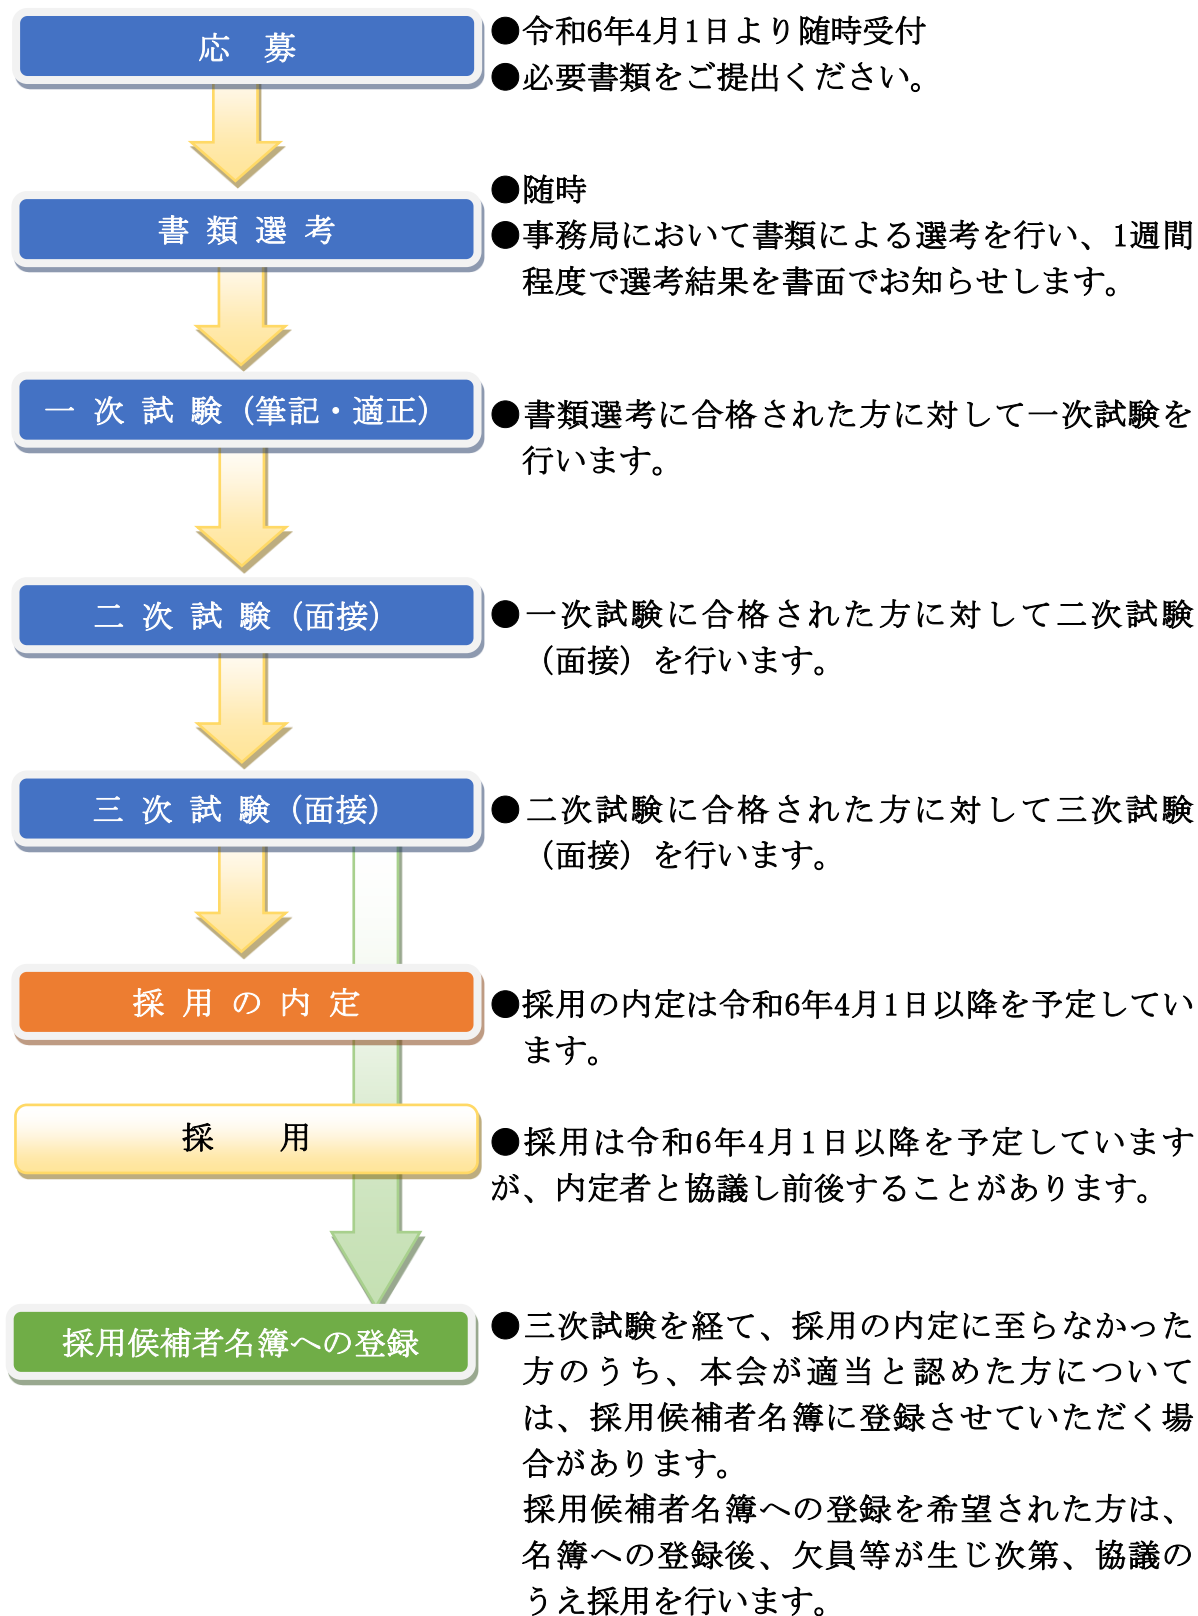 応　募
●令和6年4月1日より随時受付
●必要書類をご提出ください。
書 類 選 考
●随時
●事務局において書類による選考を行い、1週間
程度で選考結果を書面でお知らせします。
一 次 試 験（筆記・適正）
●書類選考に合格された方に対して一次試験を
行います。
二 次 試 験（面接）
●一次試験に合格された方に対して二次試験
（面接）を行います。
三 次 試 験（面接）
●二次試験に合格された方に対して三次試験
（面接）を行います。
採 用 の 内 定
●採用の内定は令和6年4月1日以降を予定してい
ます。
採　　用
●採用は令和6年4月1日以降を予定しています
が、内定者と協議し前後することがあります。
採用候補者名簿への登録
●三次試験を経て、採用の内定に至らなかった
方のうち、本会が適当と認めた方について
は、採用候補者名簿に登録させていただく場
合があります。
採用候補者名簿への登録を希望された方は、
名簿への登録後、欠員等が生じ次第、協議の
うえ採用を行います。